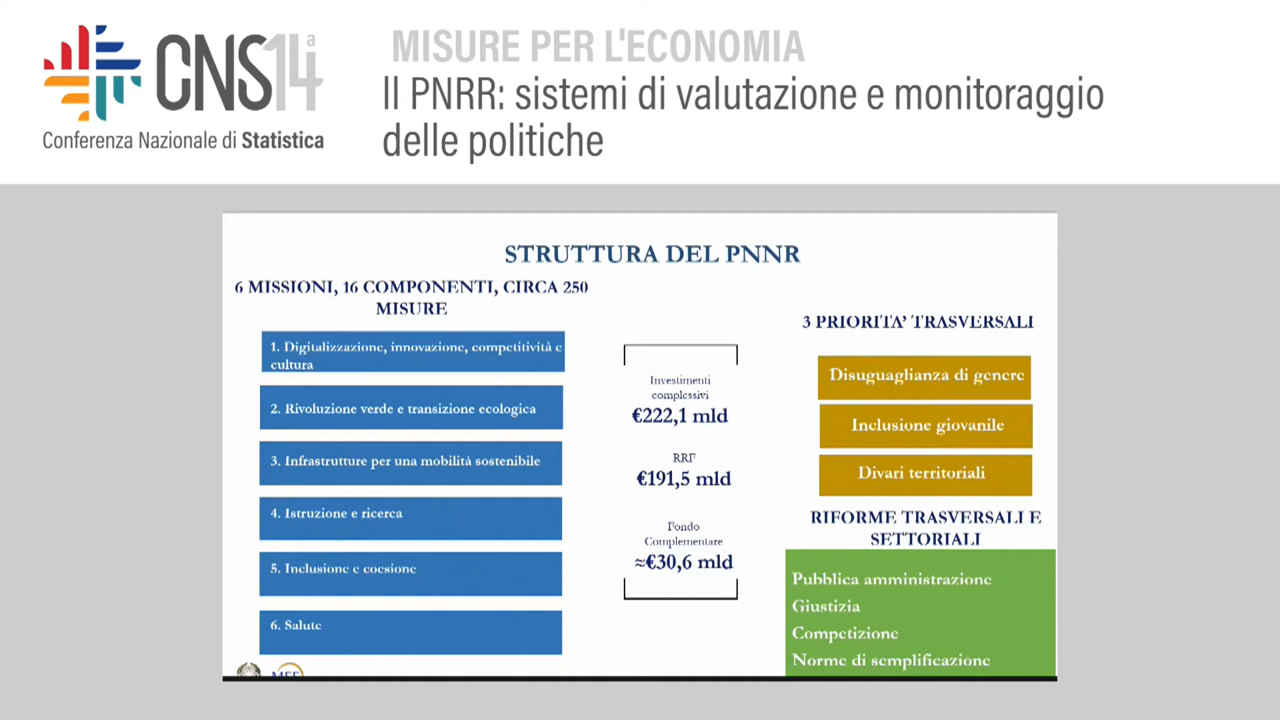 CNS14ª
Conferenza Nazionale di Statistica
MISURE PER L'ECONOMIA
Il PNRR: sistemi di valutazione e monitoraggio
delle politiche
STRUTTURA DEL PNNR
6 MISSIONI, 16 COMPONENTI, CIRCA 250
MISURE
1. Digitalizzazione, innovazione, competitività e
cultura
2. Rivoluzione verde e transizione ecologica
3. Infrastrutture per una mobilità sostenibile
4. Istruzione e ricerca
5. Inclusione e coesione
6. Salute
Investimenti
complessivi
€222,1 mld
RRF
€191,5 mld
Fondo
Complementare
≈€30,6 mld
3 PRIORITA' TRASVERSALI
Disuguaglianza di genere
Inclusione giovanile
Divari territoriali
RIFORME TRASVERSALI E
SETTORIALI
Pubblica amministrazione
Giustizia
Competizione
Norme di semplificazione
MEF